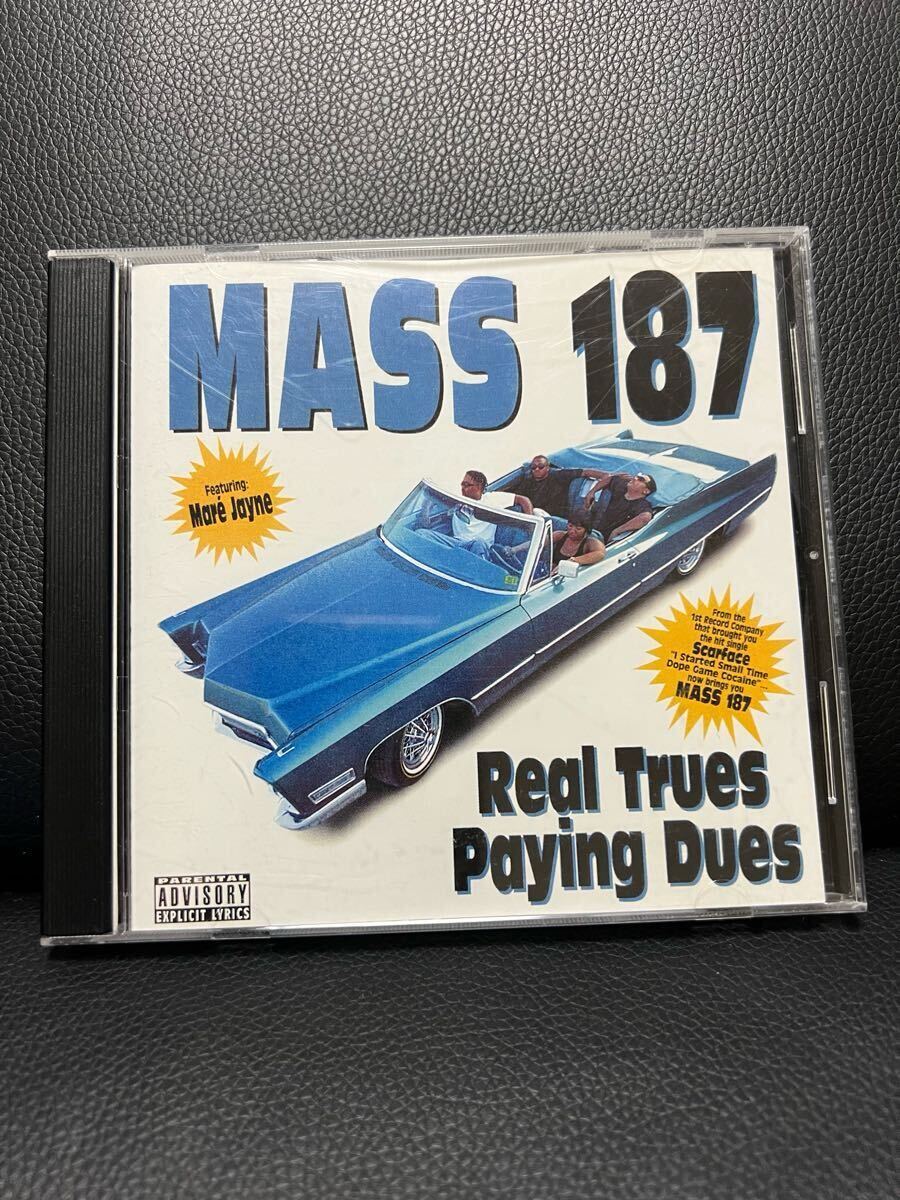 MASS 187
Featuring:
Maré Jayne
From the
1st Record Company
that brought you
the hit single
Scarface
"I Started Small Time
Dope Game Cocaine"...
now brings you
MASS 187
Real Trues
Paying Dues
PARENTAL
ADVISORY
EXPLICIT LYRICS